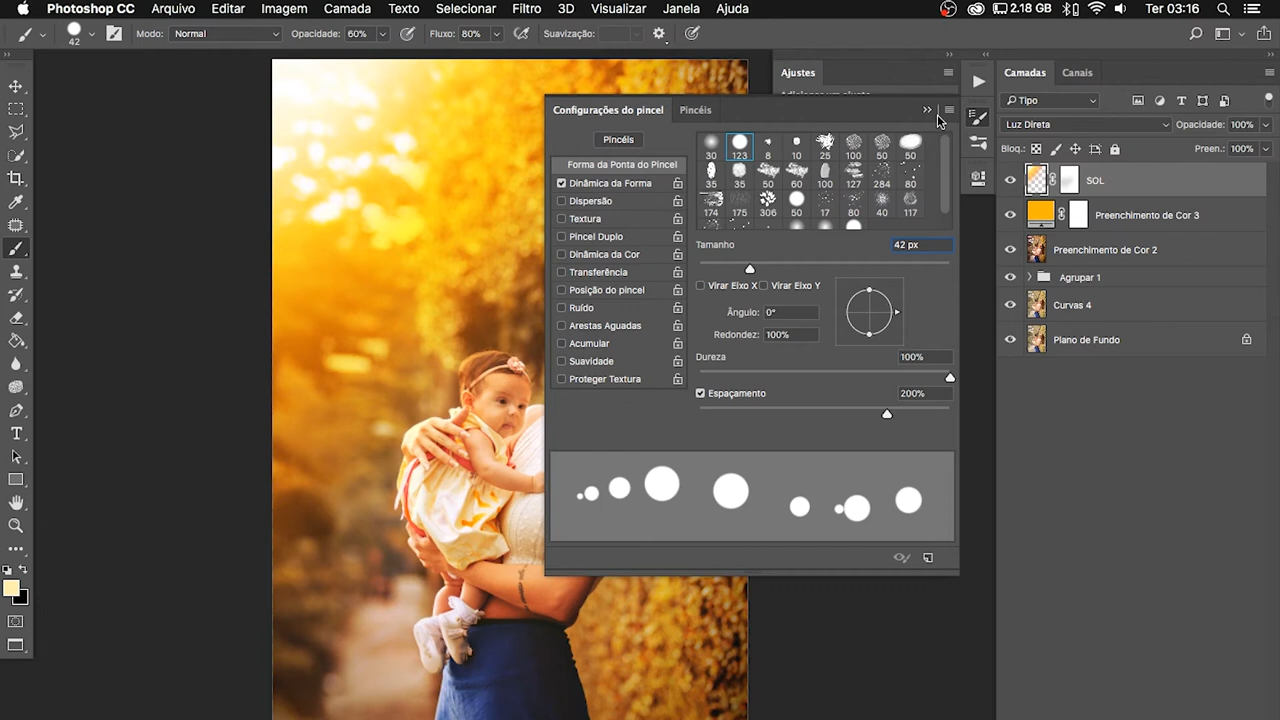 Photoshop CC Arquivo Editar Imagem Camada Texto Selecionar Filtro 3D Visualizar Janela Ajuda 2.18 GB Ter 03:16
42 Modo: Normal Opacidade: 60% Fluxo: 80% Suavização:
Ajustes
Camadas Canais
Tipo
Luz Direta Opacidade: 100%
Bloq.: Preen.: 100%
SOL
Preenchimento de Cor 3
Preenchimento de Cor 2
Agrupar 1
Curvas 4
Plano de Fundo
Configurações do pincel Pincéis
Pincéis
Forma da Ponta do Pincel
Dinâmica da Forma
Dispersão
Textura
Pincel Duplo
Dinâmica da Cor
Transferência
Posição do pincel
Ruído
Arestas Aguadas
Acumular
Suavidade
Proteger Textura
30 123 8 10 25 100 50 50
35 35 50 60 100 127 284 80
174 175 306 50 17 80 40 117
Tamanho 42 px
Virar Eixo X Virar Eixo Y
Ângulo: 0°
Redondez: 100%
Dureza 100%
Espaçamento 200%